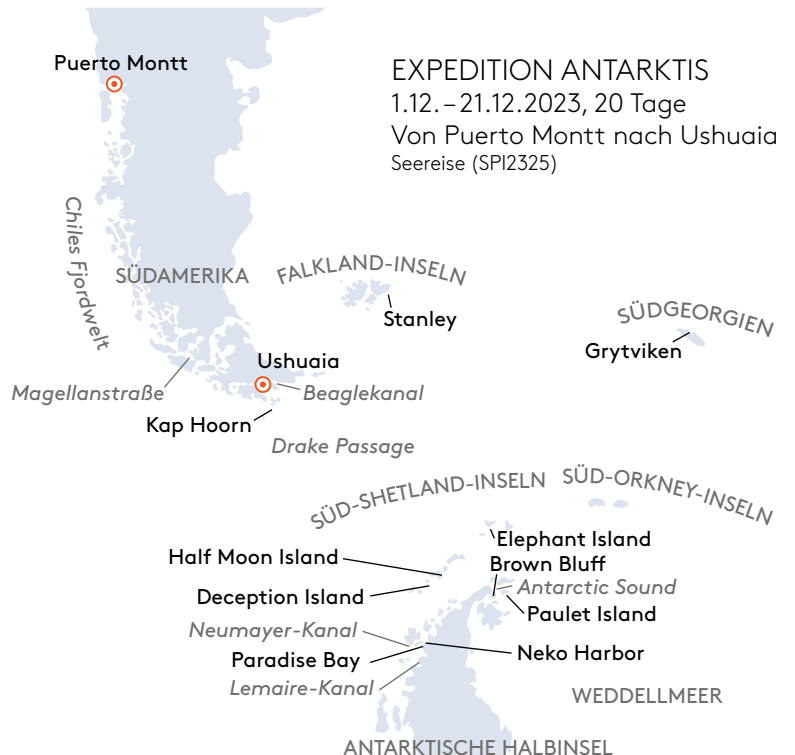 Puerto Montt
EXPEDITION ANTARKTIS
1.12.–21.12.2023, 20 Tage
Von Puerto Montt nach Ushuaia
Seereise (SPI2325)
Chiles Fjordwelt
SÜDAMERIKA
FALKLAND-INSELN
Stanley
SÜDGEORGIEN
Grytviken
Ushuaia
Magellanstraße
Beaglekanal
Kap Hoorn
Drake Passage
SÜD-SHETLAND-INSELN
SÜD-ORKNEY-INSELN
Elephant Island
Half Moon Island
Brown Bluff
Antarctic Sound
Deception Island
Paulet Island
Neumayer-Kanal
Paradise Bay
Neko Harbor
Lemaire-Kanal
WEDDELLMEER
ANTARKTISCHE HALBINSEL